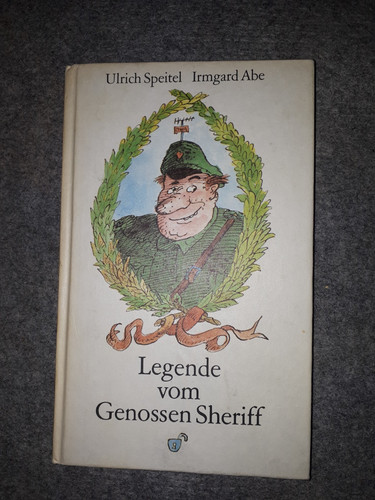 Ulrich Speitel Irmgard Abe
Legende
vom
Genossen Sheriff